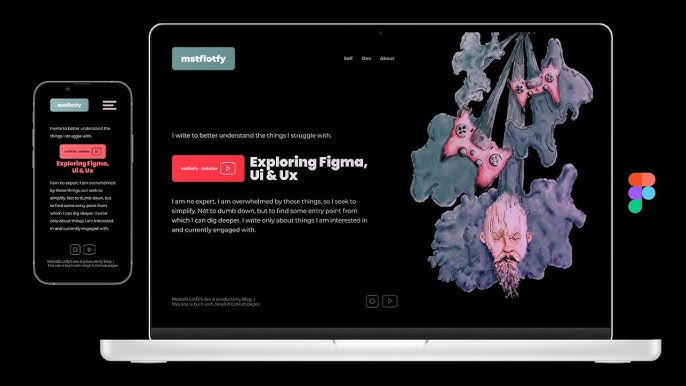 mstflotfy
I write to better understand the
things I struggle with.
mstflotfy - IndieDev
Exploring Figma,
Ui & Ux
I am no expert, I am overwhelmed
by those things, so I seek to
simplify. Not to dumb down, but to
find some entry point from
which I can dig deeper. I write
only about things I am interested
in and currently engaged with.
Mostafa Lotfy's dev & productivity blog. |
This site is built with Jekyll & GitHub pages
mstflotfy
Self Dev About
I write to better understand the things I struggle with.
mstflotfy - IndieDev
Exploring Figma,
Ui & Ux
I am no expert, I am overwhelmed by those things, so I seek to
simplify. Not to dumb down, but to find some entry point from
which I can dig deeper. I write only about things I am interested
in and currently engaged with.
Mostafa Lotfy's dev & productivity blog. |
This site is built with Jekyll & GitHub pages